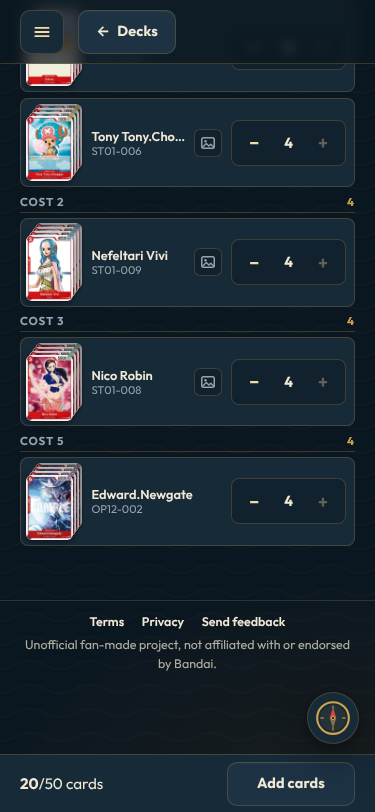 ← Decks
Tony Tony.Cho...
ST01-006
− 4 +
COST 2 4
Nefeltari Vivi
ST01-009
− 4 +
COST 3 4
Nico Robin
ST01-008
− 4 +
COST 5 4
Edward.Newgate
OP12-002
− 4 +
Terms Privacy Send feedback
Unofficial fan-made project, not affiliated with or endorsed
by Bandai.
20/50 cards
Add cards